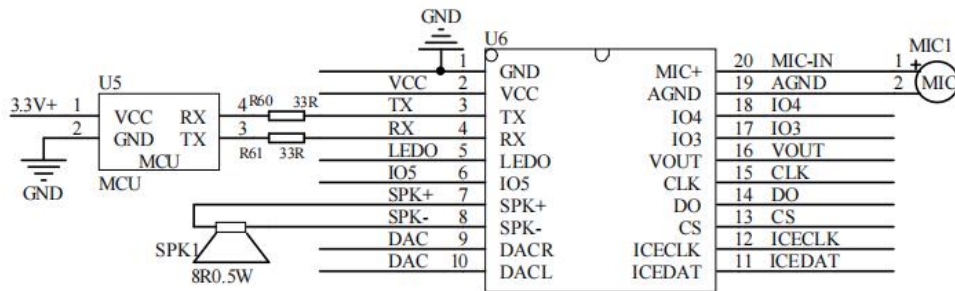 GND
U6
MIC1
U5
3.3V+ 1 VCC RX 4 R60 33R
2 GND TX 3 R61 33R
MCU
MCU
GND
1 GND
VCC 2 VCC
TX 3 TX
RX 4 RX
LEDO 5 LEDO
IO5 6 IO5
SPK+ 7 SPK+
SPK- 8 SPK-
DAC 9 DACR
DAC 10 DACL
SPK1
8R0.5W
MIC+ 20 MIC-IN 1 +
AGND 19 AGND 2 MIC
IO4 18 IO4
IO3 17 IO3
VOUT 16 VOUT
CLK 15 CLK
DO 14 DO
CS 13 CS
ICECLK 12 ICECLK
ICEDAT 11 ICEDAT